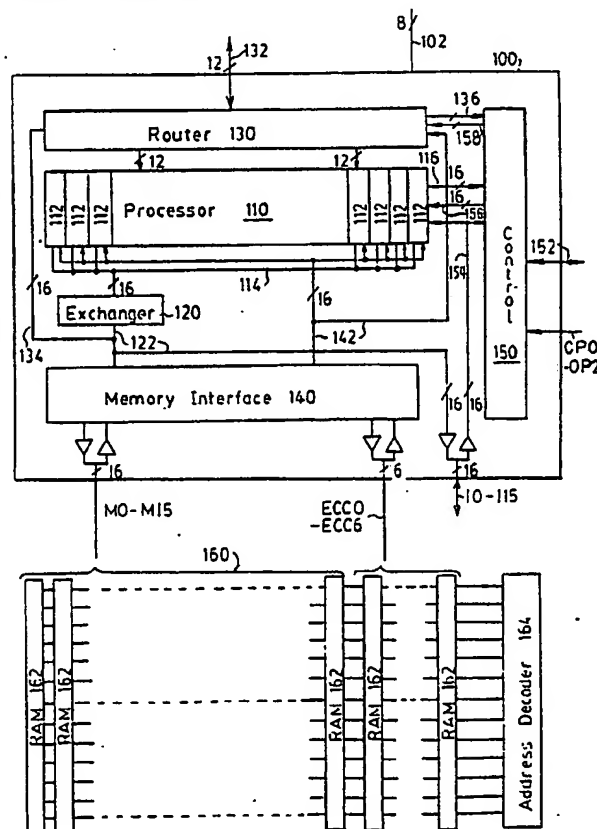 8
132
12
102
100
136
Router 130
158
12
12
116
16
16
112
112
112
Processor 110
112
112
112
112
156
152
154
16
114
16
16
Exchanger 120
Control 150
134
122
142
CPO
-OP2
Memory Interface 140
16
16
16
6
16
M0-M15
ECC0
-ECC6
I0-I15
160
RAM 162
RAM 162
RAM 162
RAM 162
RAM 162
Address Decoder 164